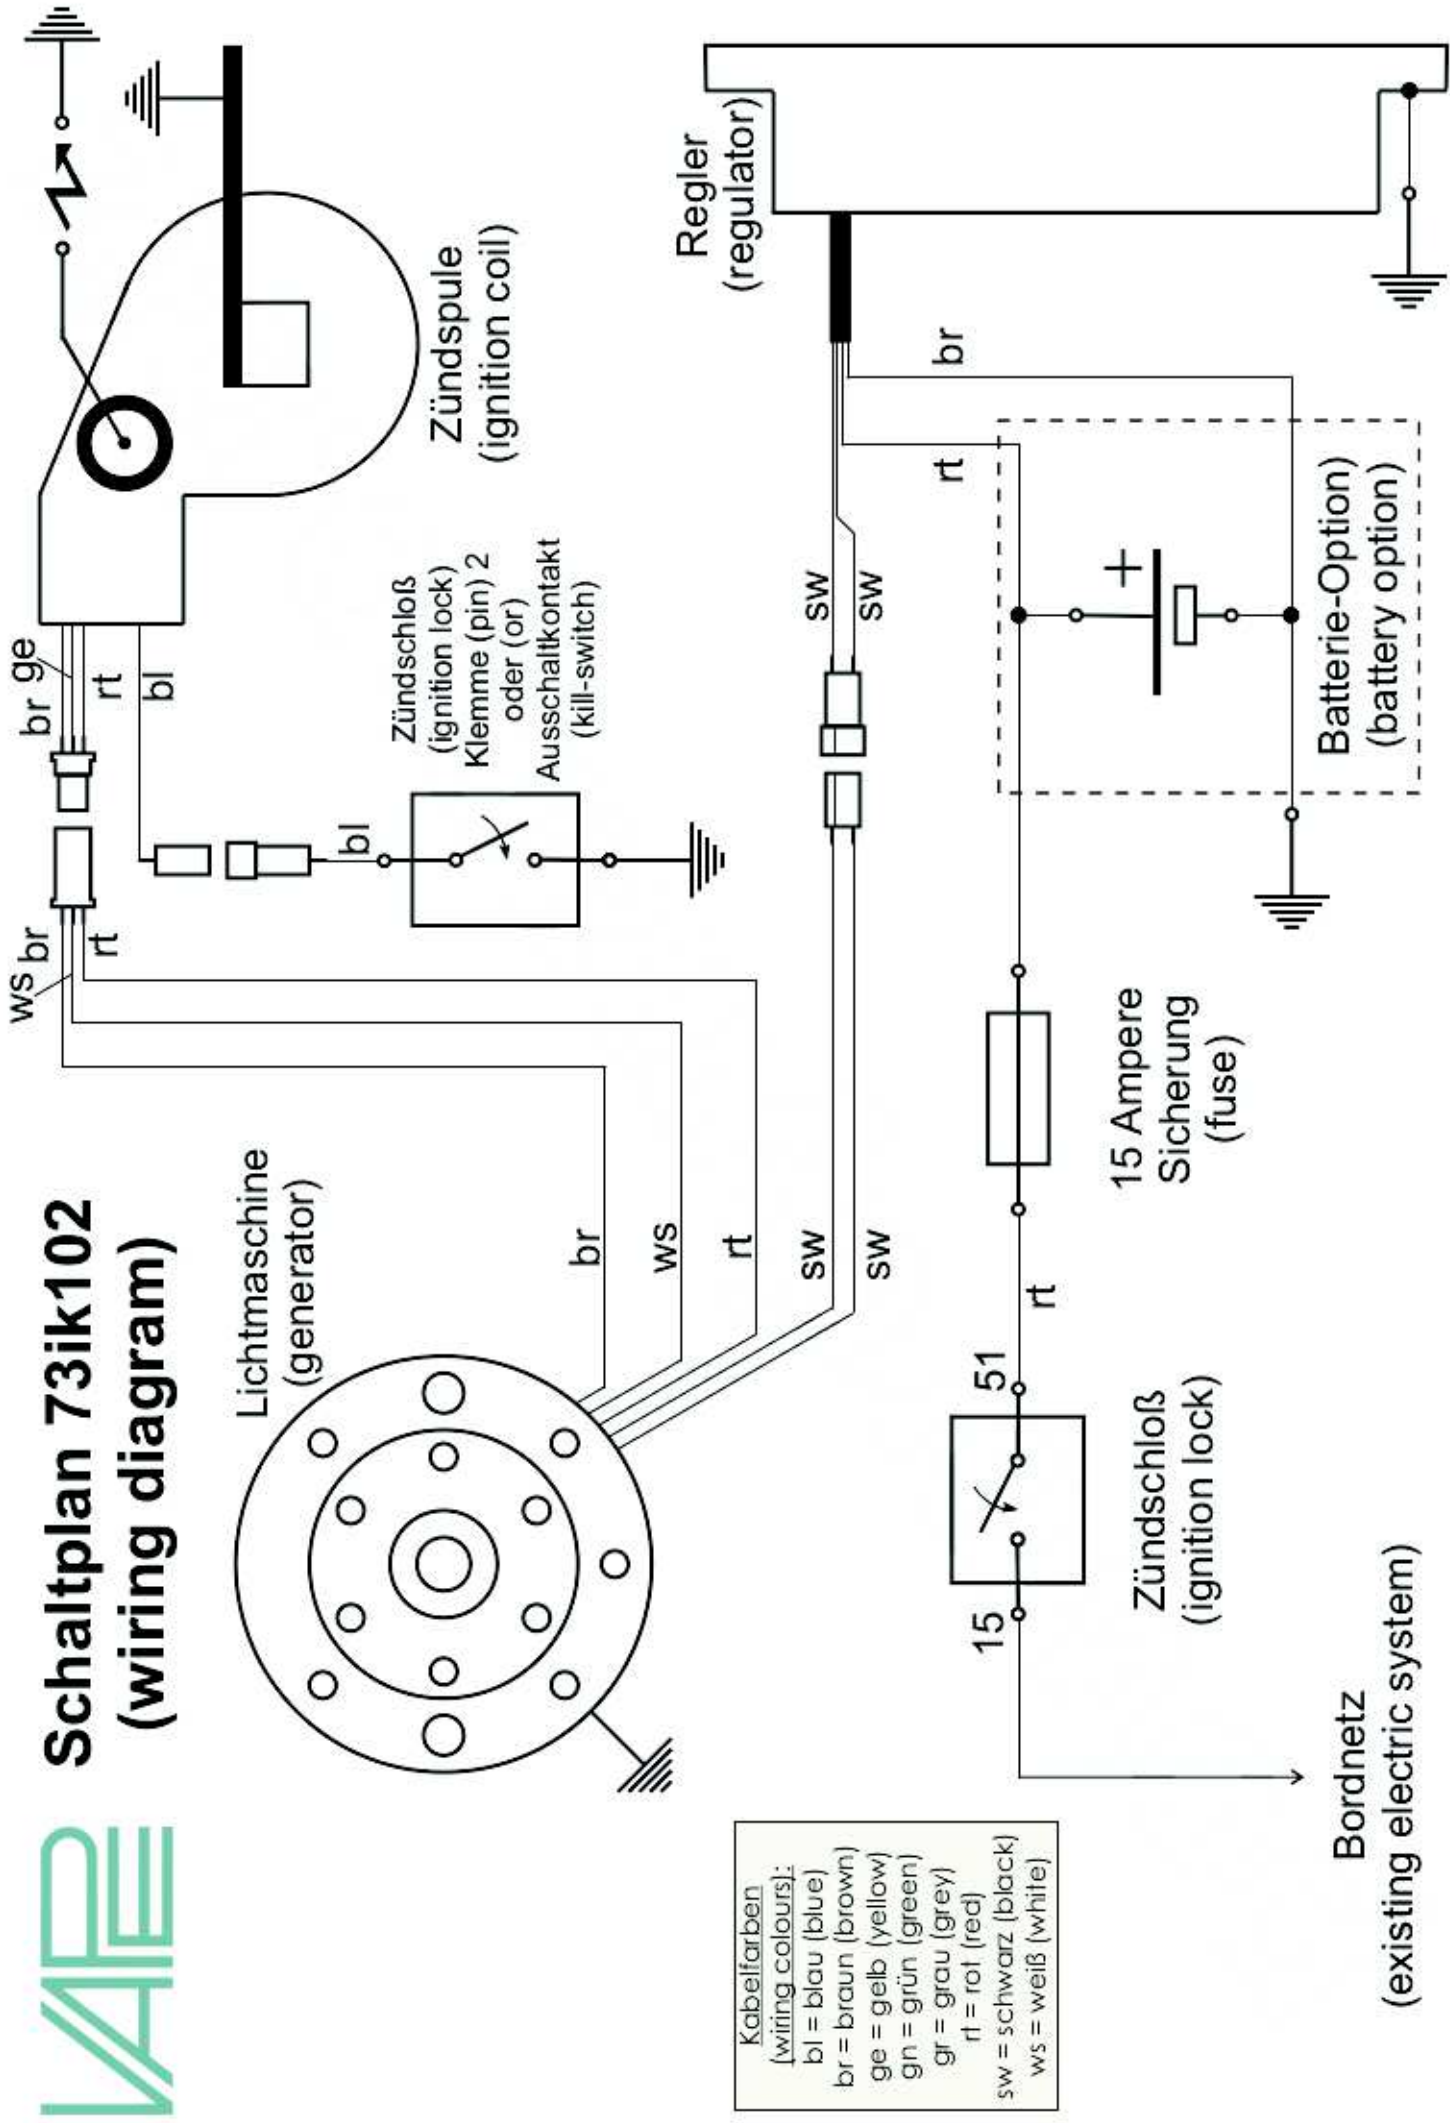 VAPE
Schaltplan 73ik102
(wiring diagram)
Lichtmaschine
(generator)
br
ws
rt
sw
sw
ws
br
rt
br
ge
rt
bl
bl
Zündschloß
(ignition lock)
Klemme (pin) 2
oder (or)
Ausschaltkontakt
(kill-switch)
Zündspule
(ignition coil)
Regler
(regulator)
sw
sw
rt
br
+
Batterie-Option)
(battery option)
15 Ampere
Sicherung
(fuse)
rt
51
15
Zündschloß
(ignition lock)
Bordnetz
(existing electric system)
Kabelfarben
(wiring colours):
bl = blau (blue)
br = braun (brown)
ge = gelb (yellow)
gn = grün (green)
gr = grau (grey)
rt = rot (red)
sw = schwarz (black)
ws = weiß (white)